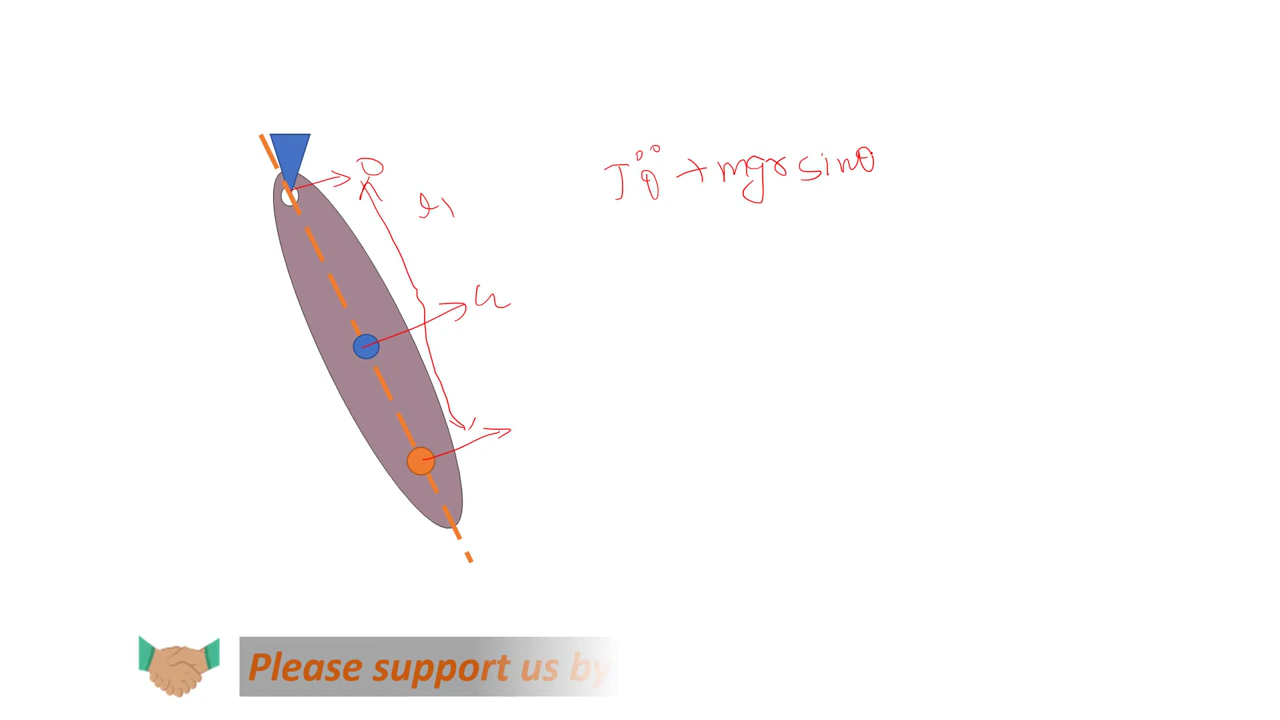 Jθ̈ + mgr sinθ
O
G
Please support us by